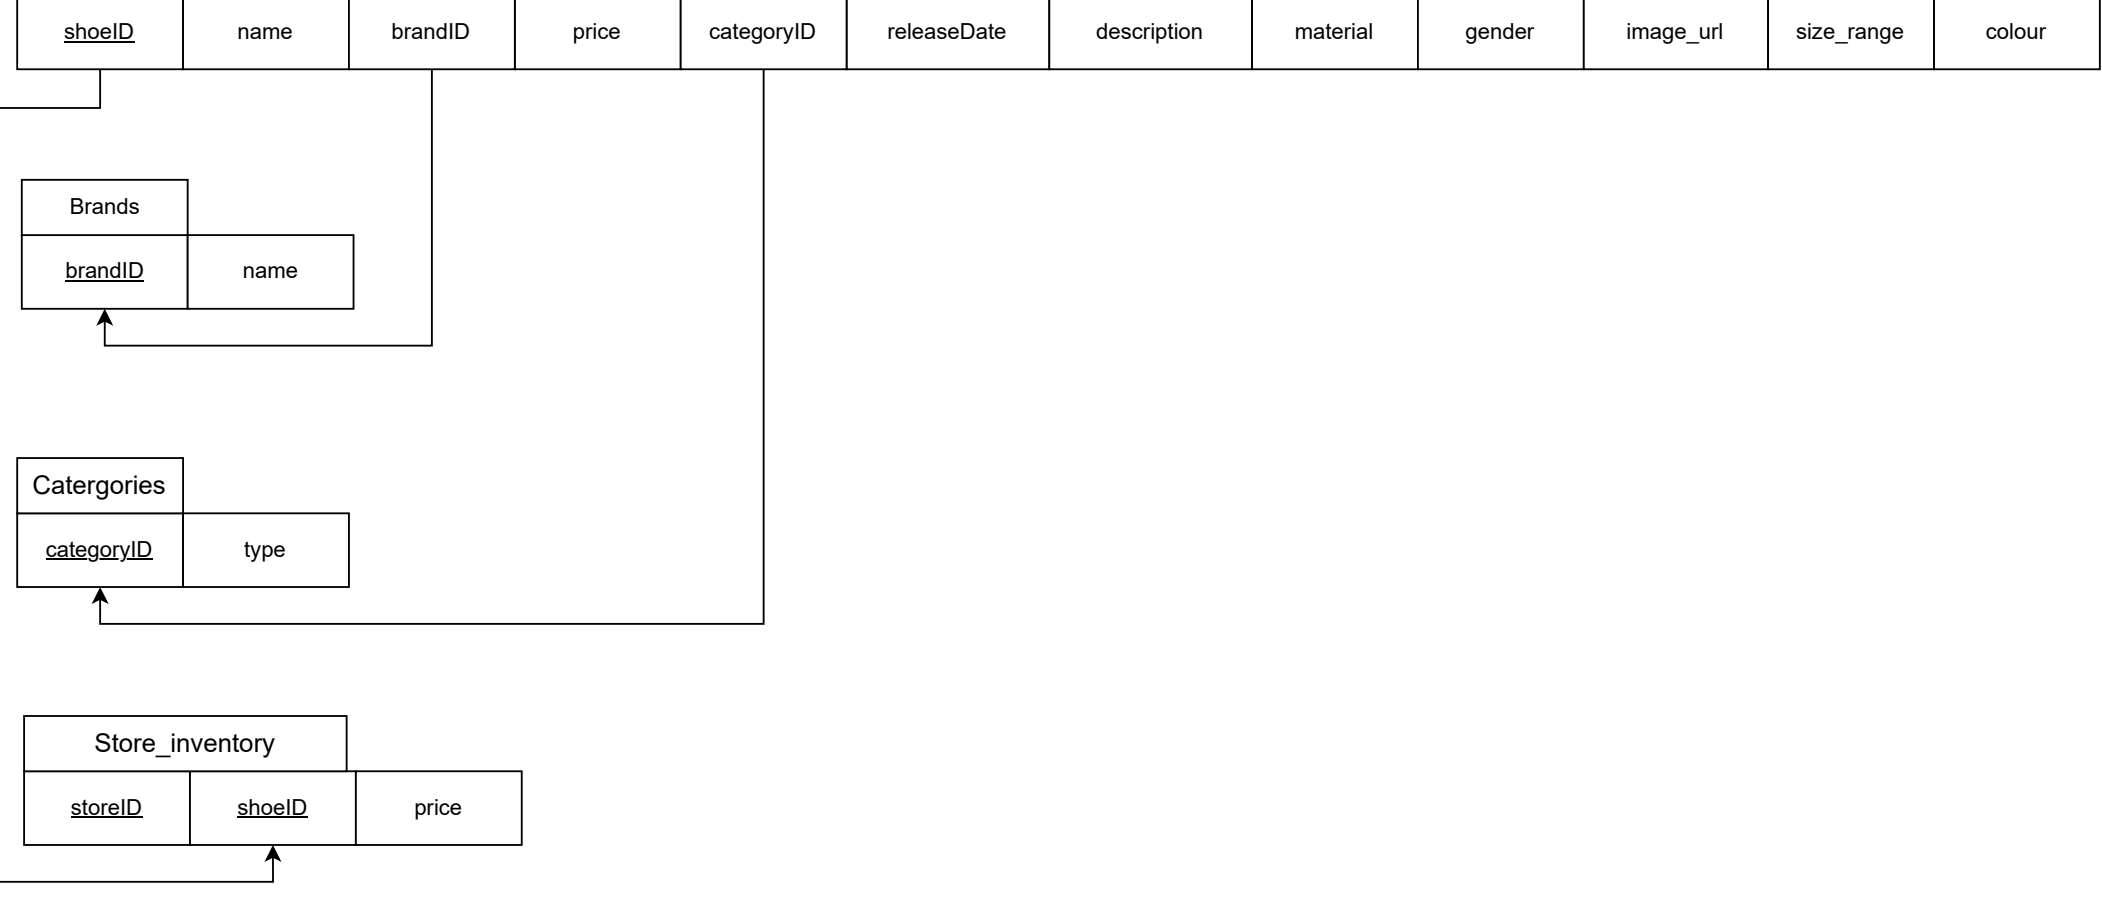 shoeID name brandID price categoryID releaseDate description material gender image_url size_range colour
Brands
brandID name
Catergories
categoryID type
Store_inventory
storeID shoeID price